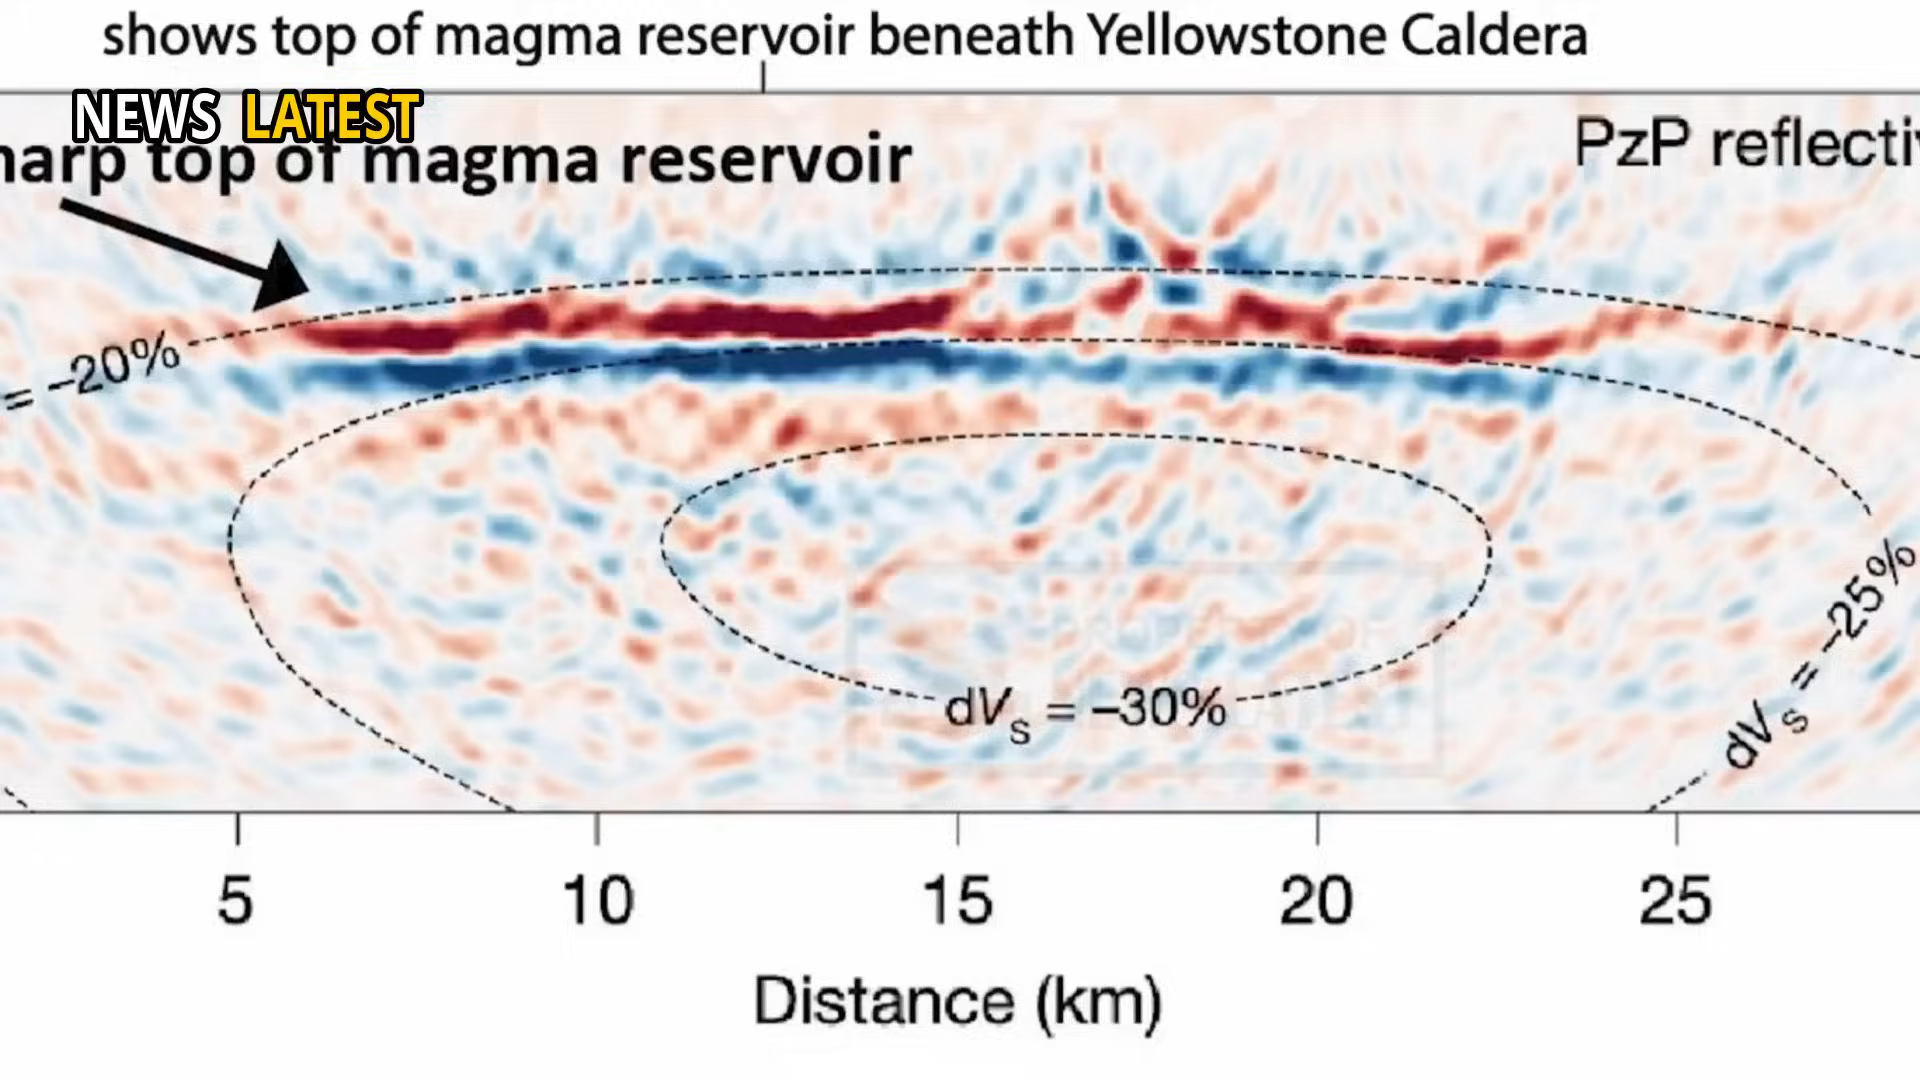 shows top of magma reservoir beneath Yellowstone Caldera
NEWS LATEST
harp top of magma reservoir
PzP reflectiv
= –20%
dVs = –30%
dVs = –25%
5 10 15 20 25
Distance (km)